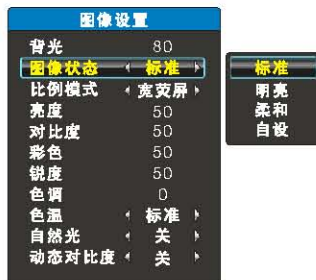 图像设置
背光 80
图像状态 标准
比例模式 宽荧屏
亮度 50
对比度 50
彩色 50
锐度 50
色调 0
色温 标准
自然光 关
动态对比度 关
标准
明亮
柔和
自设